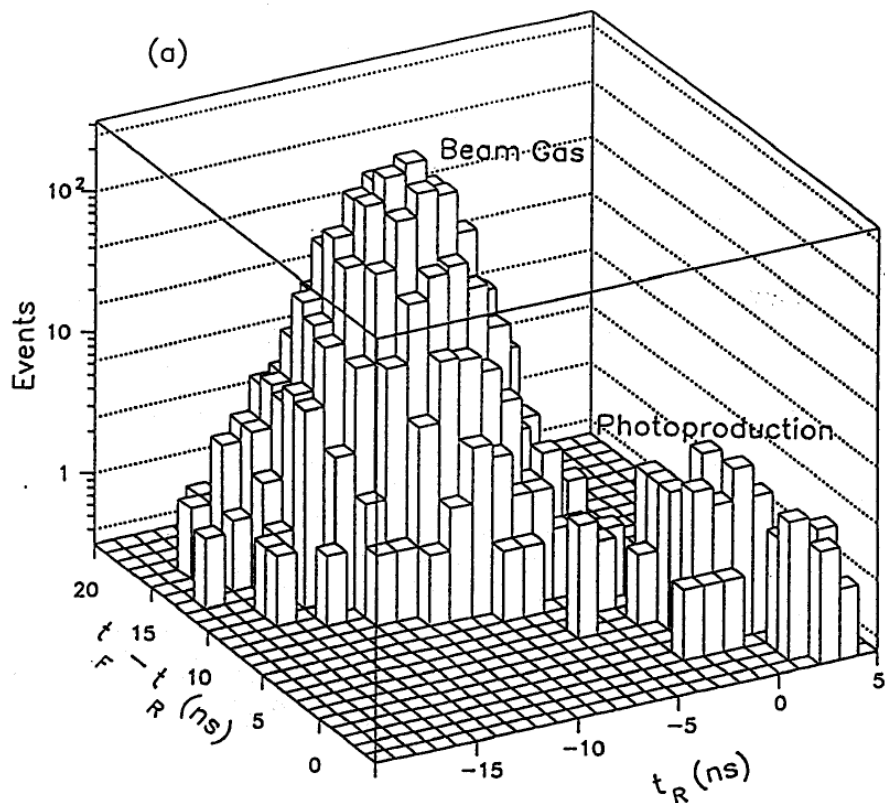 (a)
Beam Gas
10²
10
1
Events
Photoproduction
20
15
10
5
0
t_F - t_R (ns)
-15
-10
-5
0
5
t_R (ns)